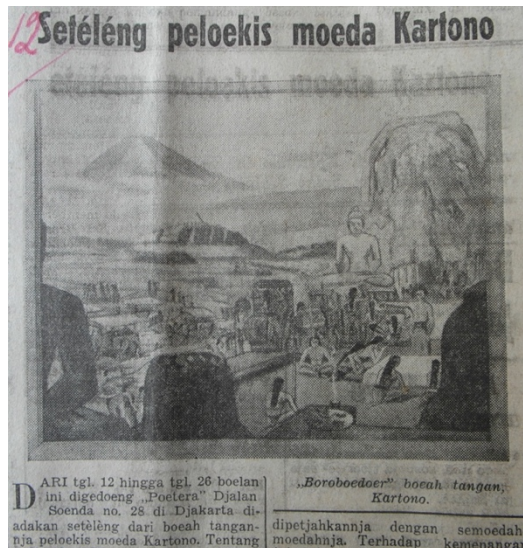 12
Setéléng peloekis moeda Kartono
DARI tgl. 12 hingga tgl. 26 boelan
ini digedoeng „Poetera” Djalan
Soenda no. 28 di Djakarta di-
adakan setèlèng dari boeah tangan-
nja peloekis moeda Kartono. Tentang
„Boroboedoer” boeah tangan,
Kartono.
dipetjahkannja dengan semoedah
moedahnja. Terhadap kemenangan